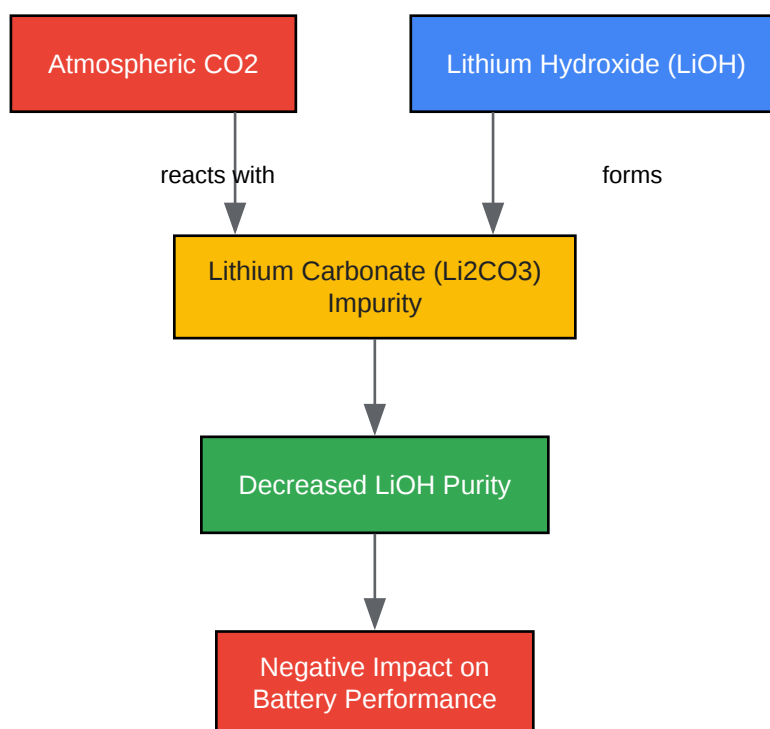 Atmospheric CO2
Lithium Hydroxide (LiOH)
reacts with
forms
Lithium Carbonate (Li2CO3)
Impurity
Decreased LiOH Purity
Negative Impact on
Battery Performance